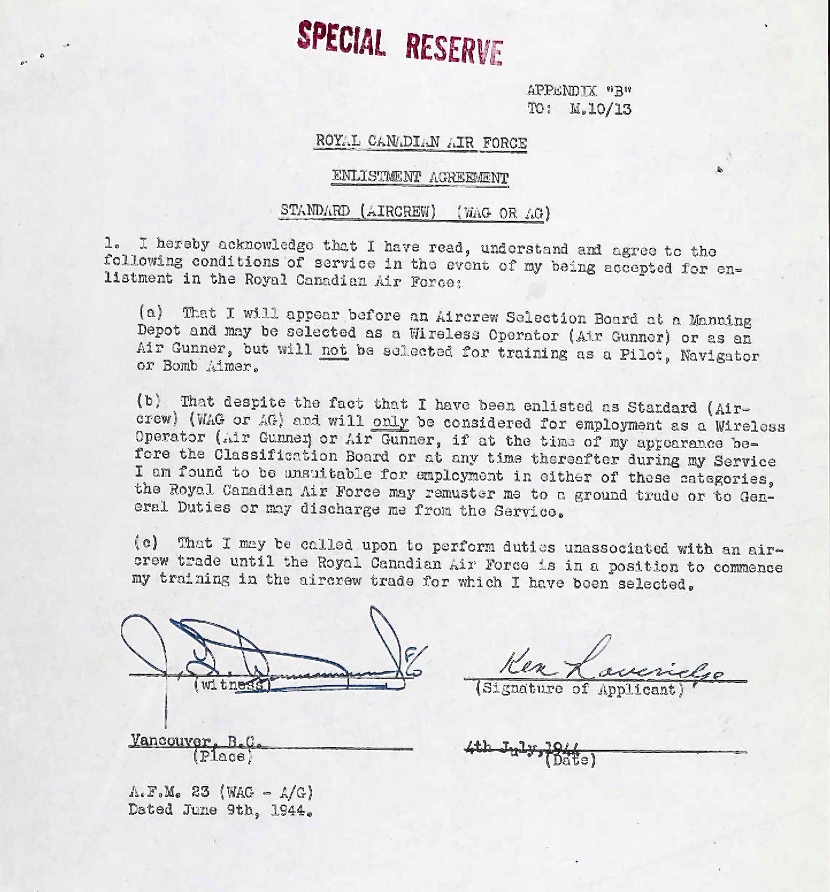 SPECIAL RESERVE
APPENDIX "B"
TO: M.10/13
ROYAL CANADIAN AIR FORCE
ENLISTMENT AGREEMENT
STANDARD (AIRCREW) (WAG OR AG)
1. I hereby acknowledge that I have read, understand and agree to the
following conditions of service in the event of my being accepted for en-
listment in the Royal Canadian Air Force:
(a) That I will appear before an Aircrew Selection Board at a Manning
Depot and may be selected as a Wireless Operator (Air Gunner) or as an
Air Gunner, but will not be selected for training as a Pilot, Navigator
or Bomb Aimer.
(b) That despite the fact that I have been enlisted as Standard (Air-
crew) (WAG or AG) and will only be considered for employment as a Wireless
Operator (Air Gunner) or Air Gunner, if at the time of my appearance be-
fore the Classification Board or at any time thereafter during my Service
I am found to be unsuitable for employment in either of these categories,
the Royal Canadian Air Force may remuster me to a ground trade or to Gen-
eral Duties or may discharge me from the Service.
(c) That I may be called upon to perform duties unassociated with an air-
crew trade until the Royal Canadian Air Force is in a position to commence
my training in the aircrew trade for which I have been selected.
F/O
Ken Loveridge
(witness)
(Signature of Applicant)
Vancouver, B.C.
4th July, 1944
(Place)
(Date)
A.F.M. 23 (WAG - A/G)
Dated June 9th, 1944.